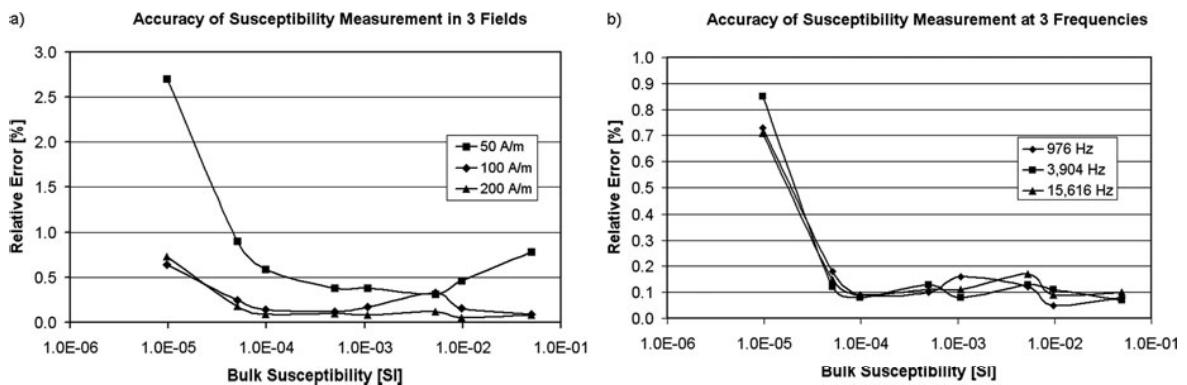 a)
Accuracy of Susceptibility Measurement in 3 Fields
Relative Error [%]
3.0
2.5
2.0
1.5
1.0
0.5
0.0
50 A/m
100 A/m
200 A/m
1.0E-06 1.0E-05 1.0E-04 1.0E-03 1.0E-02 1.0E-01
Bulk Susceptibility [SI]
b)
Accuracy of Susceptibility Measurement at 3 Frequencies
Relative Error [%]
1.0
0.9
0.8
0.7
0.6
0.5
0.4
0.3
0.2
0.1
0.0
976 Hz
3,904 Hz
15,616 Hz
1.0E-06 1.0E-05 1.0E-04 1.0E-03 1.0E-02 1.0E-01
Bulk Susceptibility [SI]